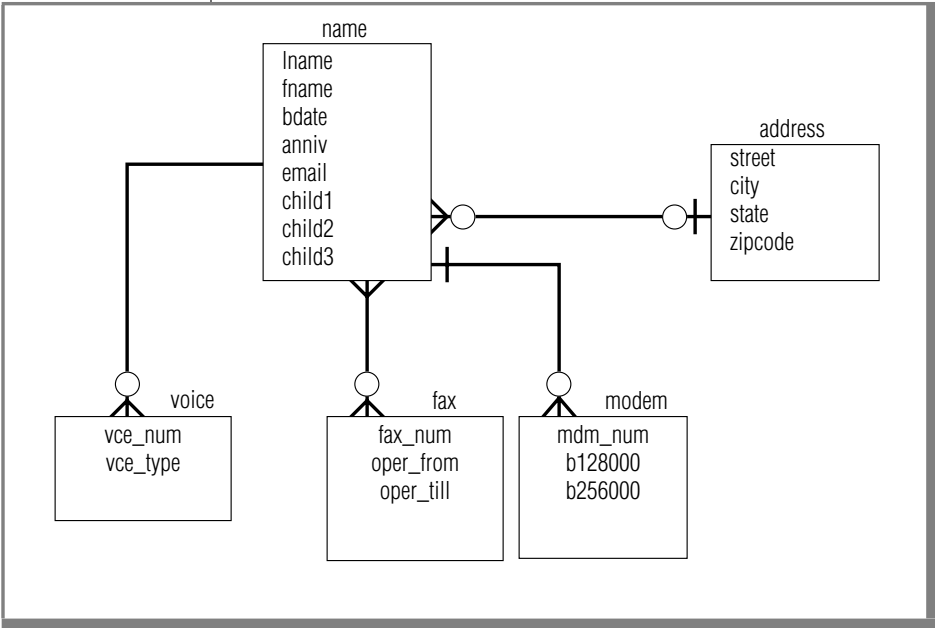 name
lname
fname
bdate
anniv
email
child1
child2
child3
address
street
city
state
zipcode
voice
vce_num
vce_type
fax
fax_num
oper_from
oper_till
modem
mdm_num
b128000
b256000